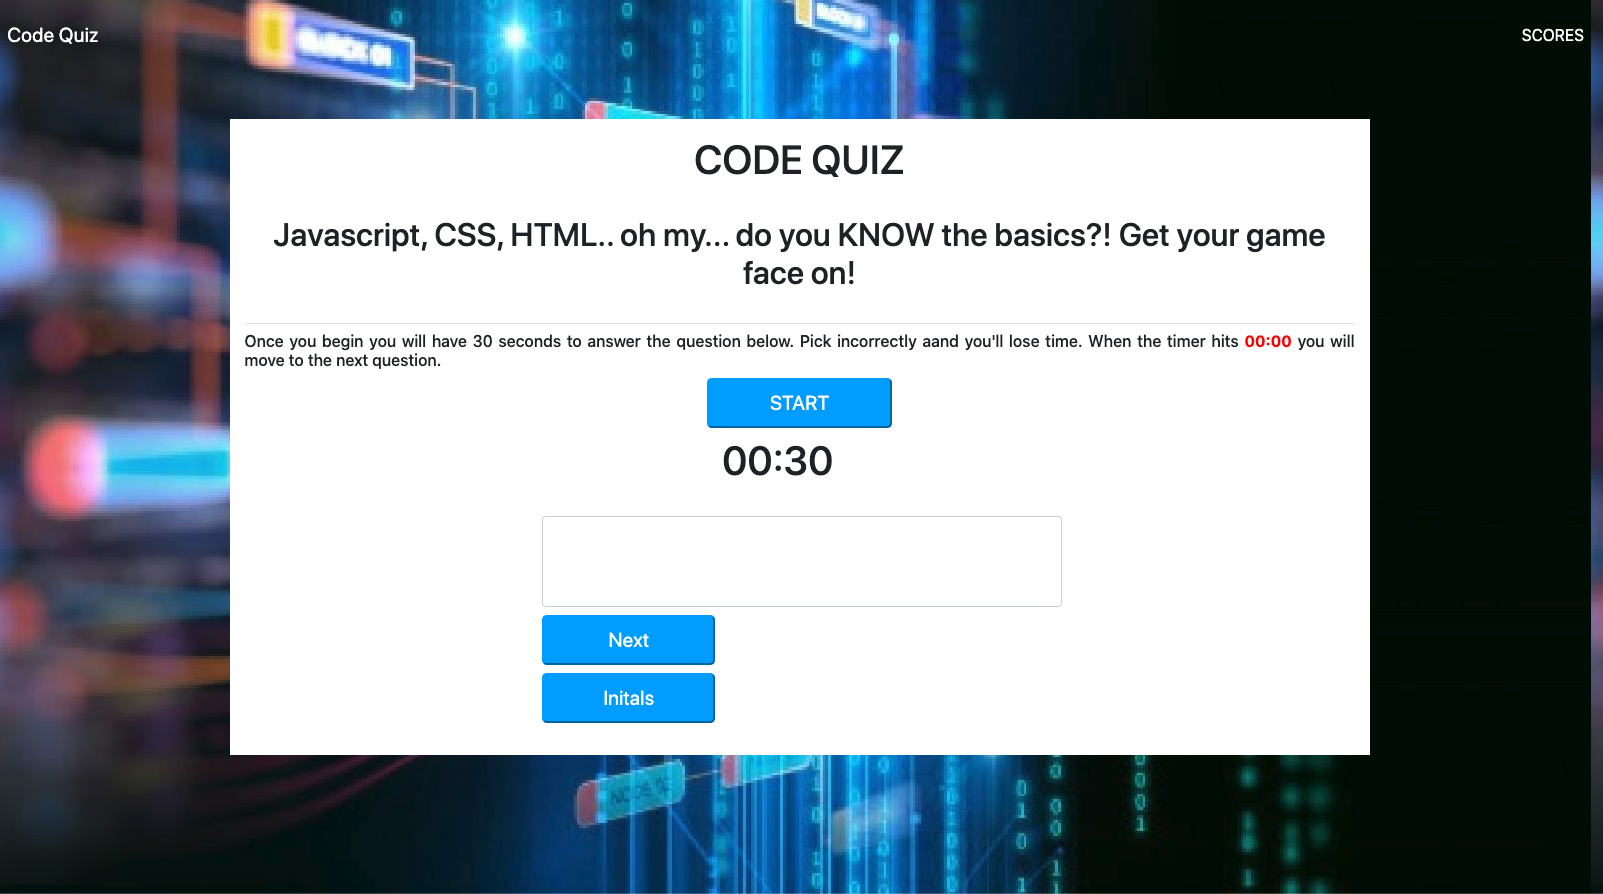 Code Quiz
SCORES
CODE QUIZ
Javascript, CSS, HTML.. oh my... do you KNOW the basics?! Get your game
face on!
Once you begin you will have 30 seconds to answer the question below. Pick incorrectly aand you'll lose time. When the timer hits 00:00 you will
move to the next question.
START
00:30
Next
Initals